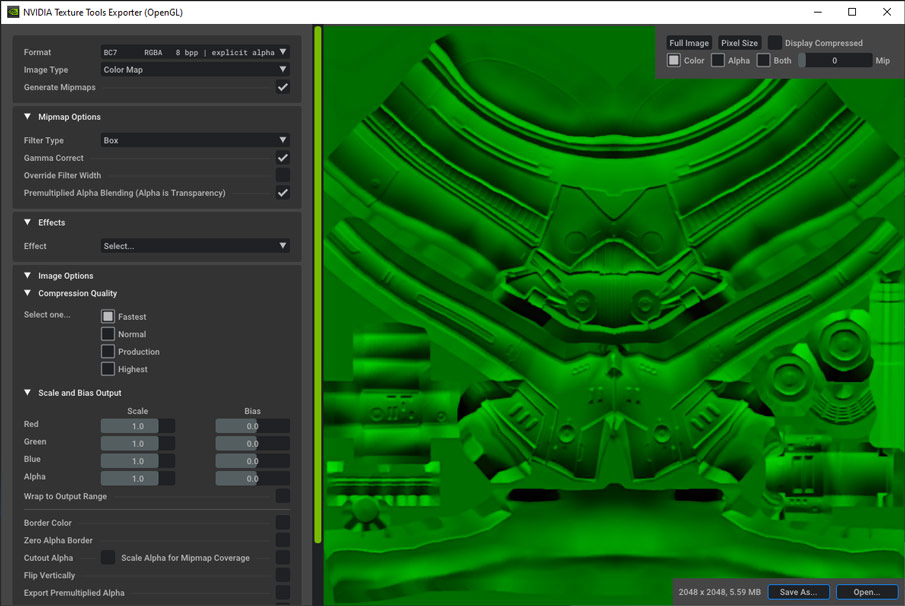 NVIDIA Texture Tools Exporter (OpenGL)
Format BC7 RGBA 8 bpp | explicit alpha
Image Type Color Map
Generate Mipmaps
Mipmap Options
Filter Type Box
Gamma Correct
Override Filter Width
Premultiplied Alpha Blending (Alpha is Transparency)
Effects
Effect Select...
Image Options
Compression Quality
Select one... Fastest
Normal
Production
Highest
Scale and Bias Output
Scale Bias
Red 1.0 0.0
Green 1.0 0.0
Blue 1.0 0.0
Alpha 1.0 0.0
Wrap to Output Range
Border Color
Zero Alpha Border
Cutout Alpha Scale Alpha for Mipmap Coverage
Flip Vertically
Export Premultiplied Alpha
Full Image Pixel Size Display Compressed
Color Alpha Both 0 Mip
2048 x 2048, 5.59 MB Save As... Open...